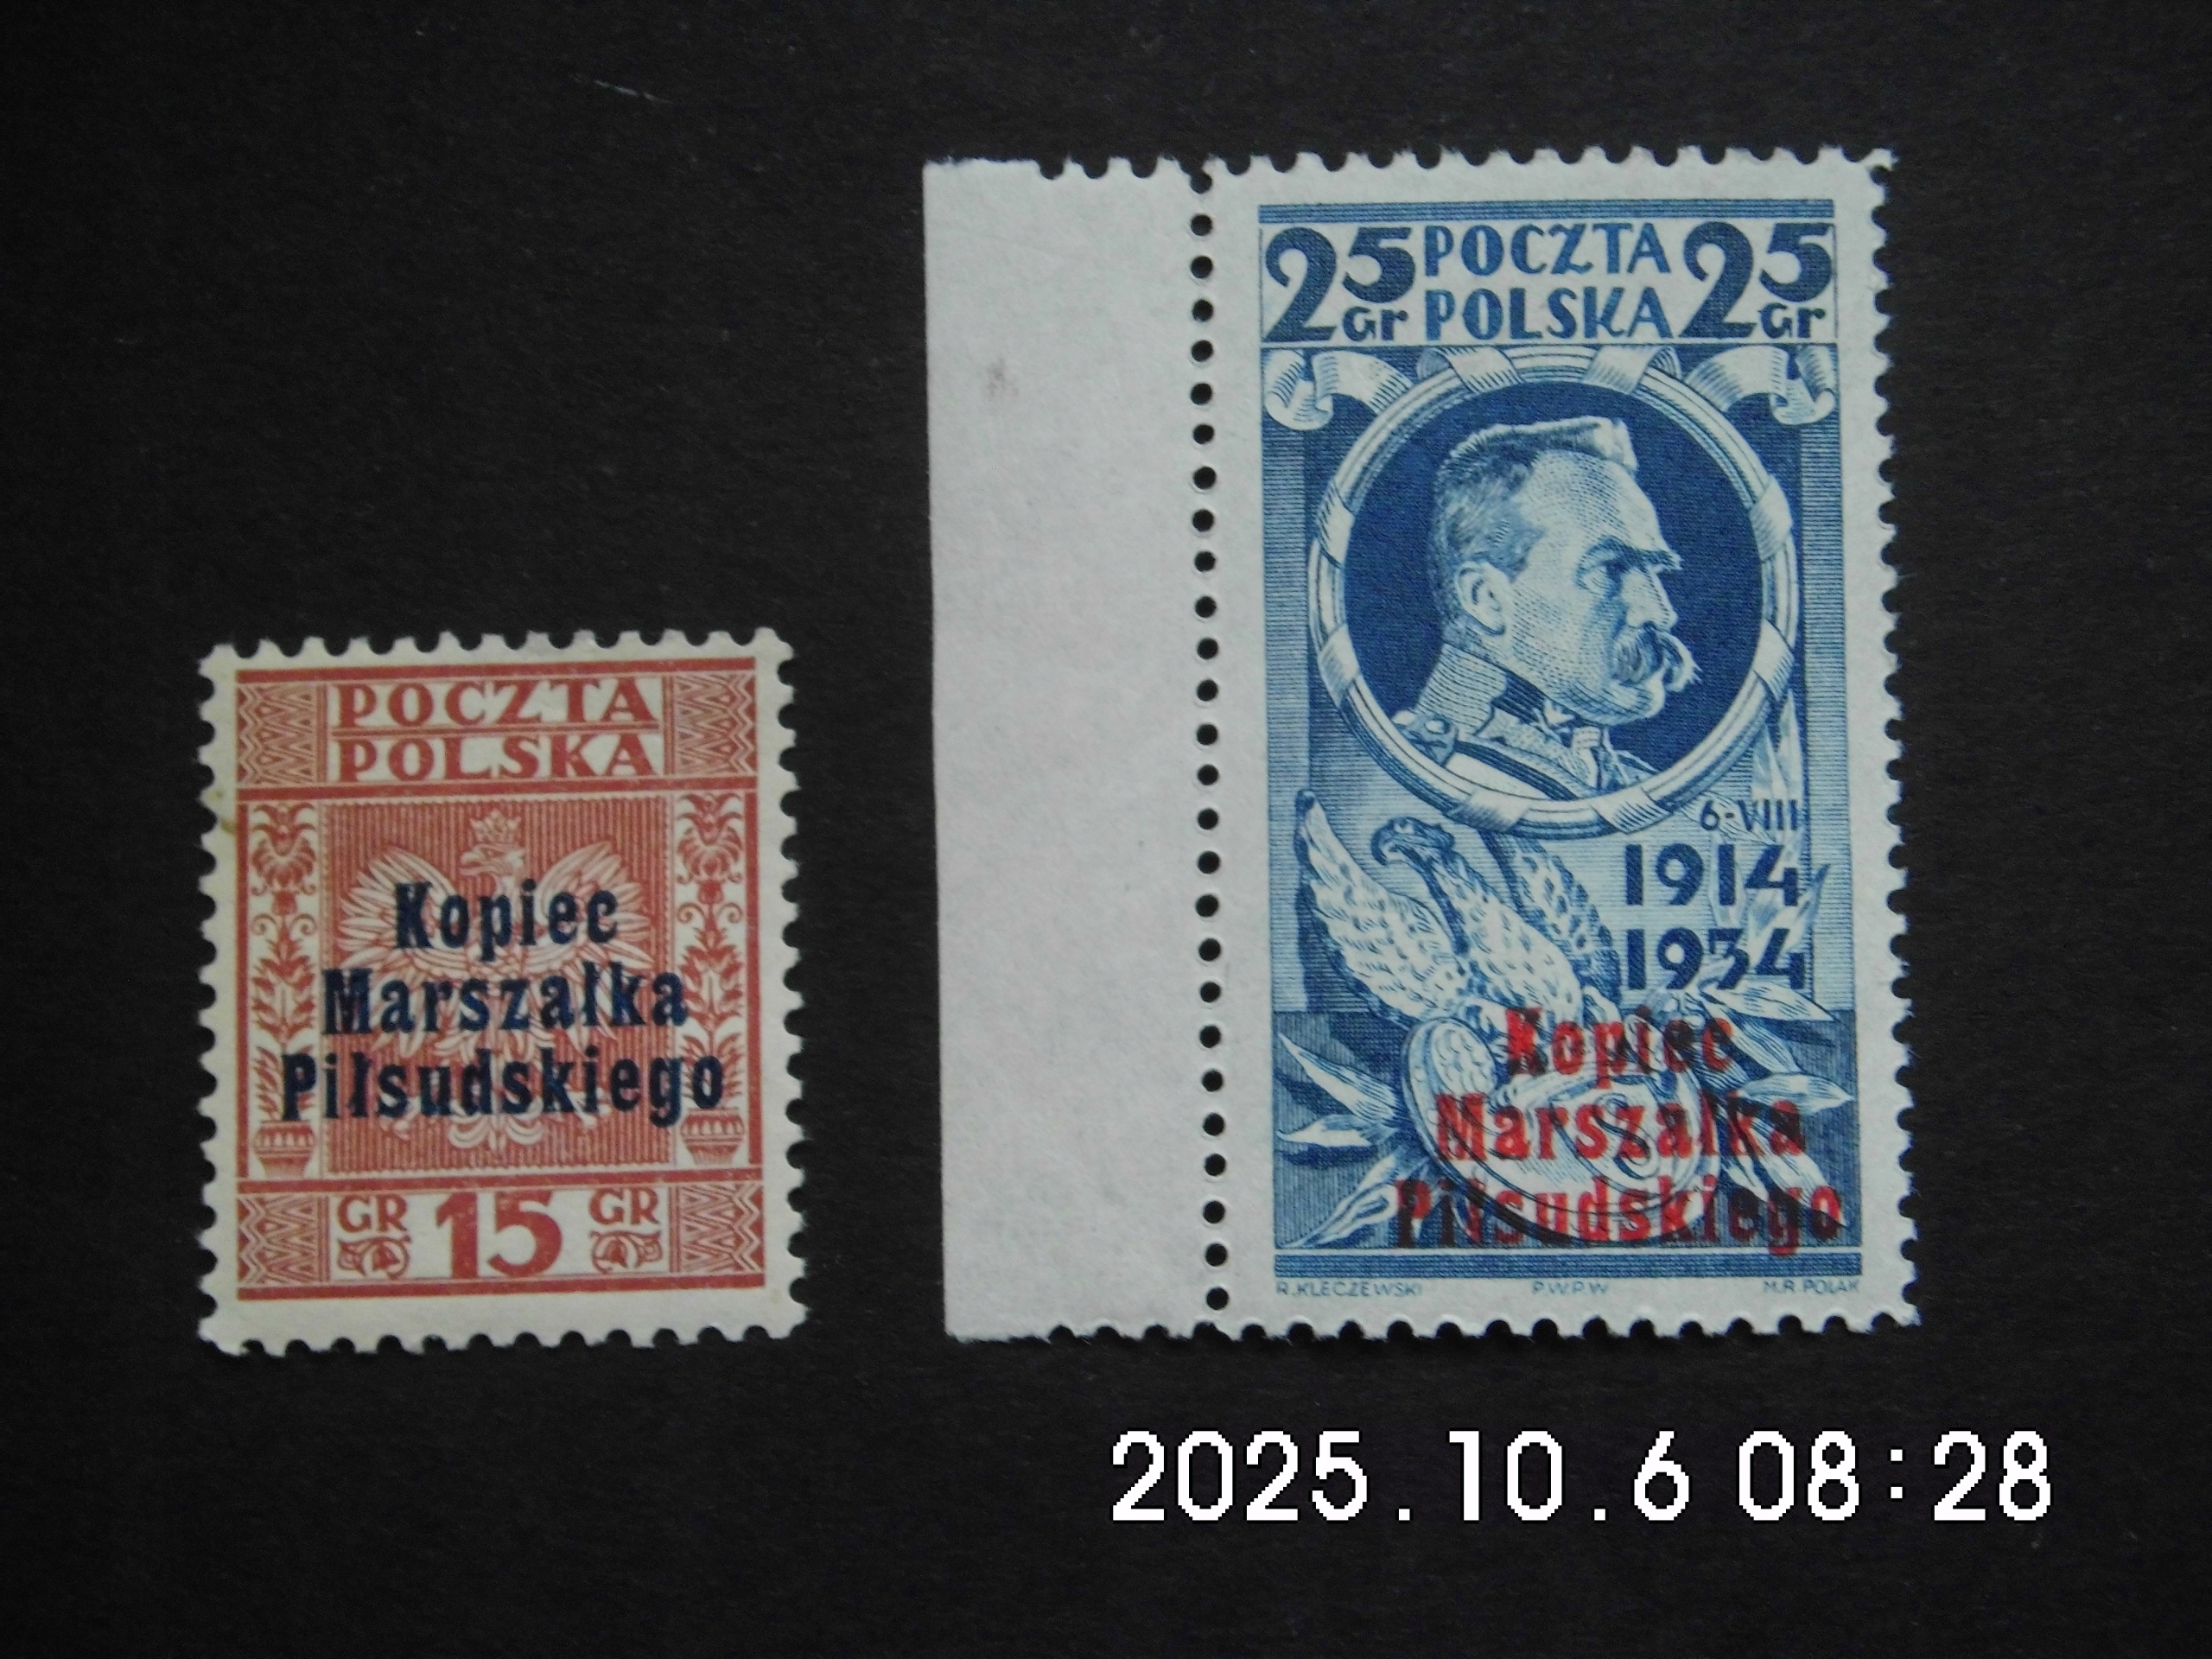 POCZTA
POLSKA
Kopiec
Marszałka
Piłsudskiego
GR 15 GR
25 Gr POCZTA POLSKA 25 Gr
6-VIII
1914
1934
Kopiec
Marszałka
Piłsudskiego
R.KLECZEWSKI P.W.P.W M.R.POLAK
2025.10.6 08:28